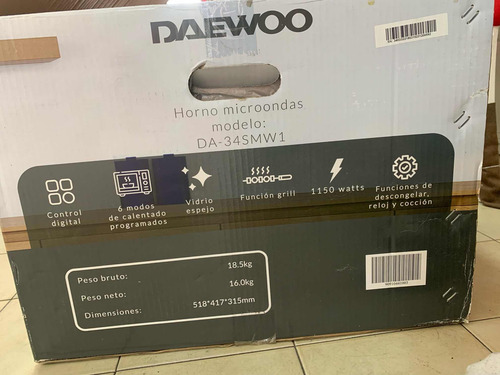 DAEWOO
Horno microondas
modelo:
DA-34SMW1
Control
digital
6 modos
de calentado
programados
Vidrio
espejo
Función grill
1150 watts
Funciones de
descongelar,
reloj y cocción
Peso bruto: 18.5kg
Peso neto: 16.0kg
Dimensiones: 518*417*315mm